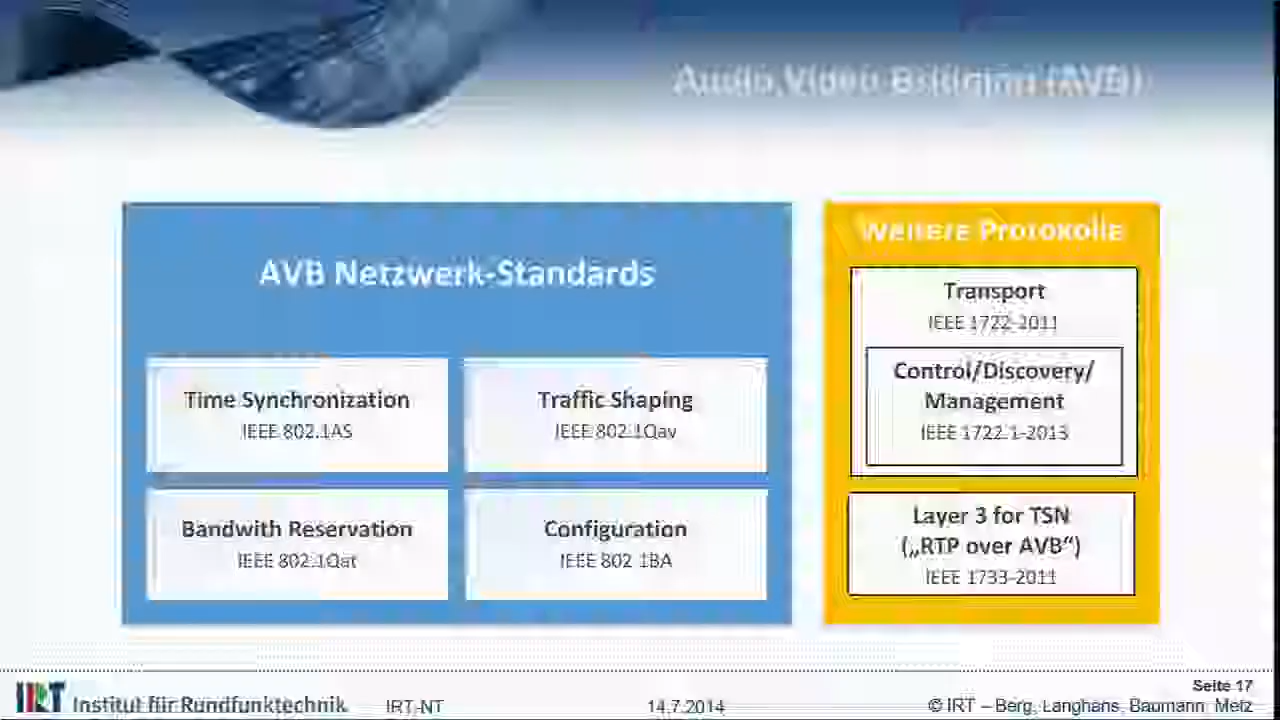 Audio Video Bridging (AVB)
AVB Netzwerk-Standards
Time Synchronization
IEEE 802.1AS
Traffic Shaping
IEEE 802.1Qav
Bandwith Reservation
IEEE 802.1Qat
Configuration
IEEE 802 1BA
Weitere Protokolle
Transport
IEEE 1722-2011
Control/Discovery/
Management
IEEE 1722.1-2013
Layer 3 for TSN
(„RTP over AVB“)
IEEE 1733-2011
Seite 17
IRT Institut für Rundfunktechnik IRT-NT 14.7.2014 © IRT – Berg, Langhans, Baumann, Metz